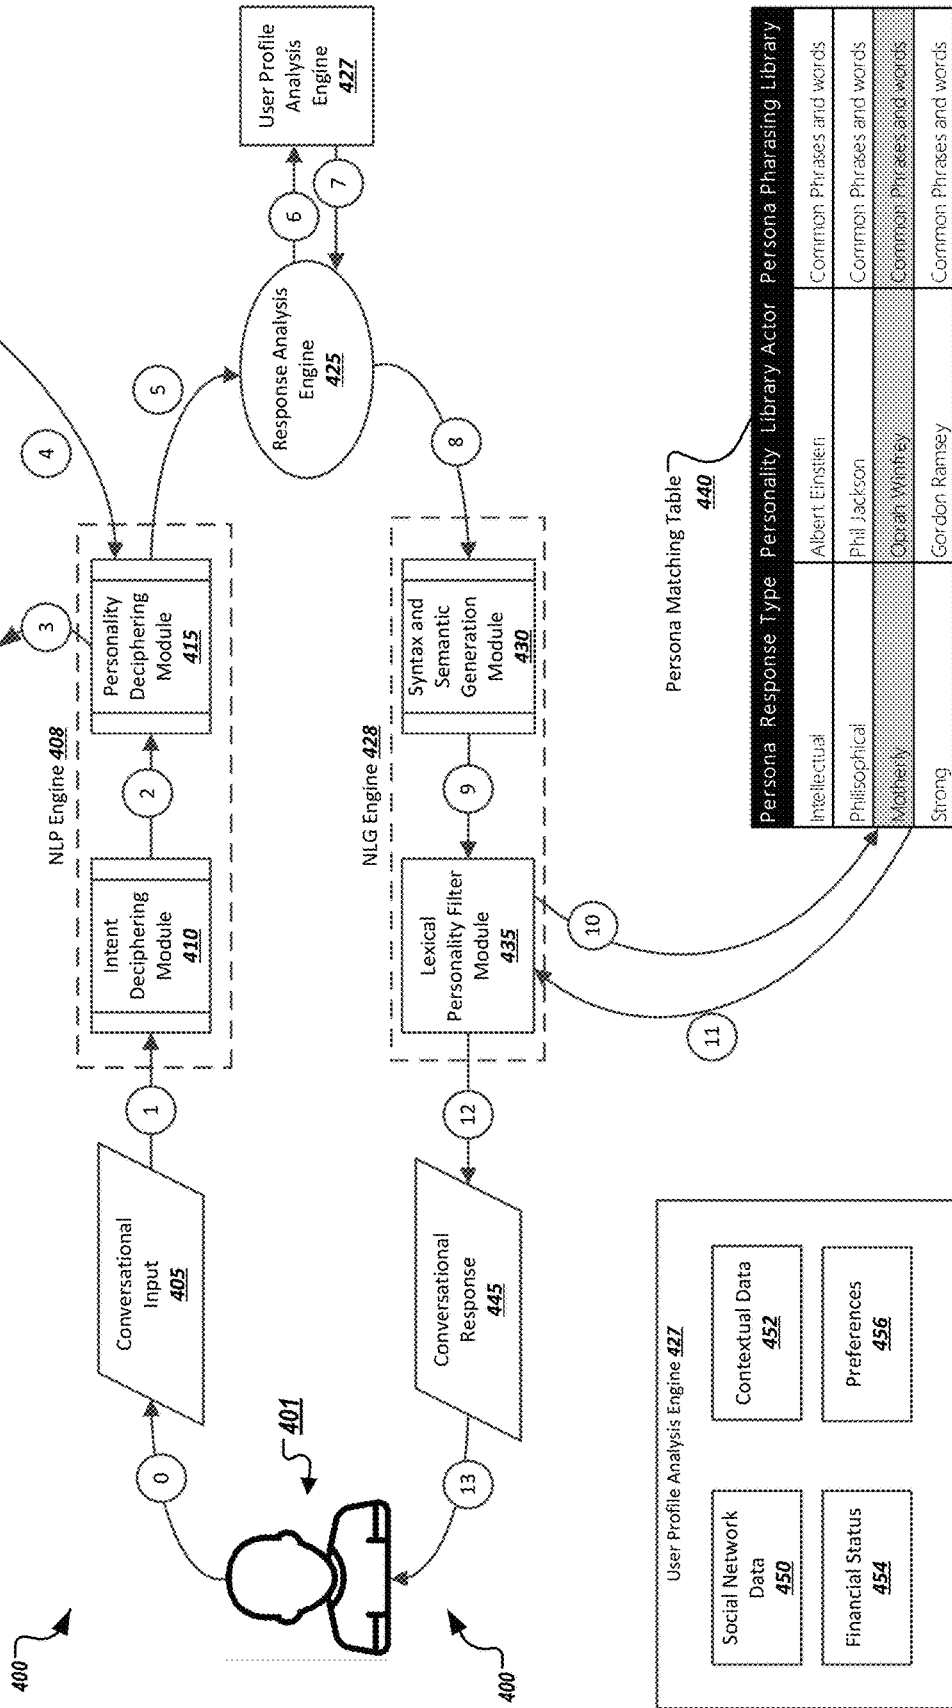 400
401
0
Conversational
Input
405
1
NLP Engine 408
Intent
Deciphering
Module
410
2
Personality
Deciphering
Module
415
3
4
5
Response Analysis
Engine
425
6
7
User Profile
Analysis
Engine
427
8
NLG Engine 428
Syntax and
Semantic
Generation
Module
430
9
Lexical
Personality Filter
Module
435
10
11
12
Conversational
Response
445
13
400
User Profile Analysis Engine 427
Social Network
Data
450
Contextual Data
452
Financial Status
454
Preferences
456
Persona Matching Table
440
Persona Response Type Personality Library Actor Persona Pharasing Library
Intellectual Albert Einstien Common Phrases and words
Philisophical Phil Jackson Common Phrases and words
Motherly Oprah Winfrey Common Phrases and words
Strong Gordon Ramsey Common Phrases and words